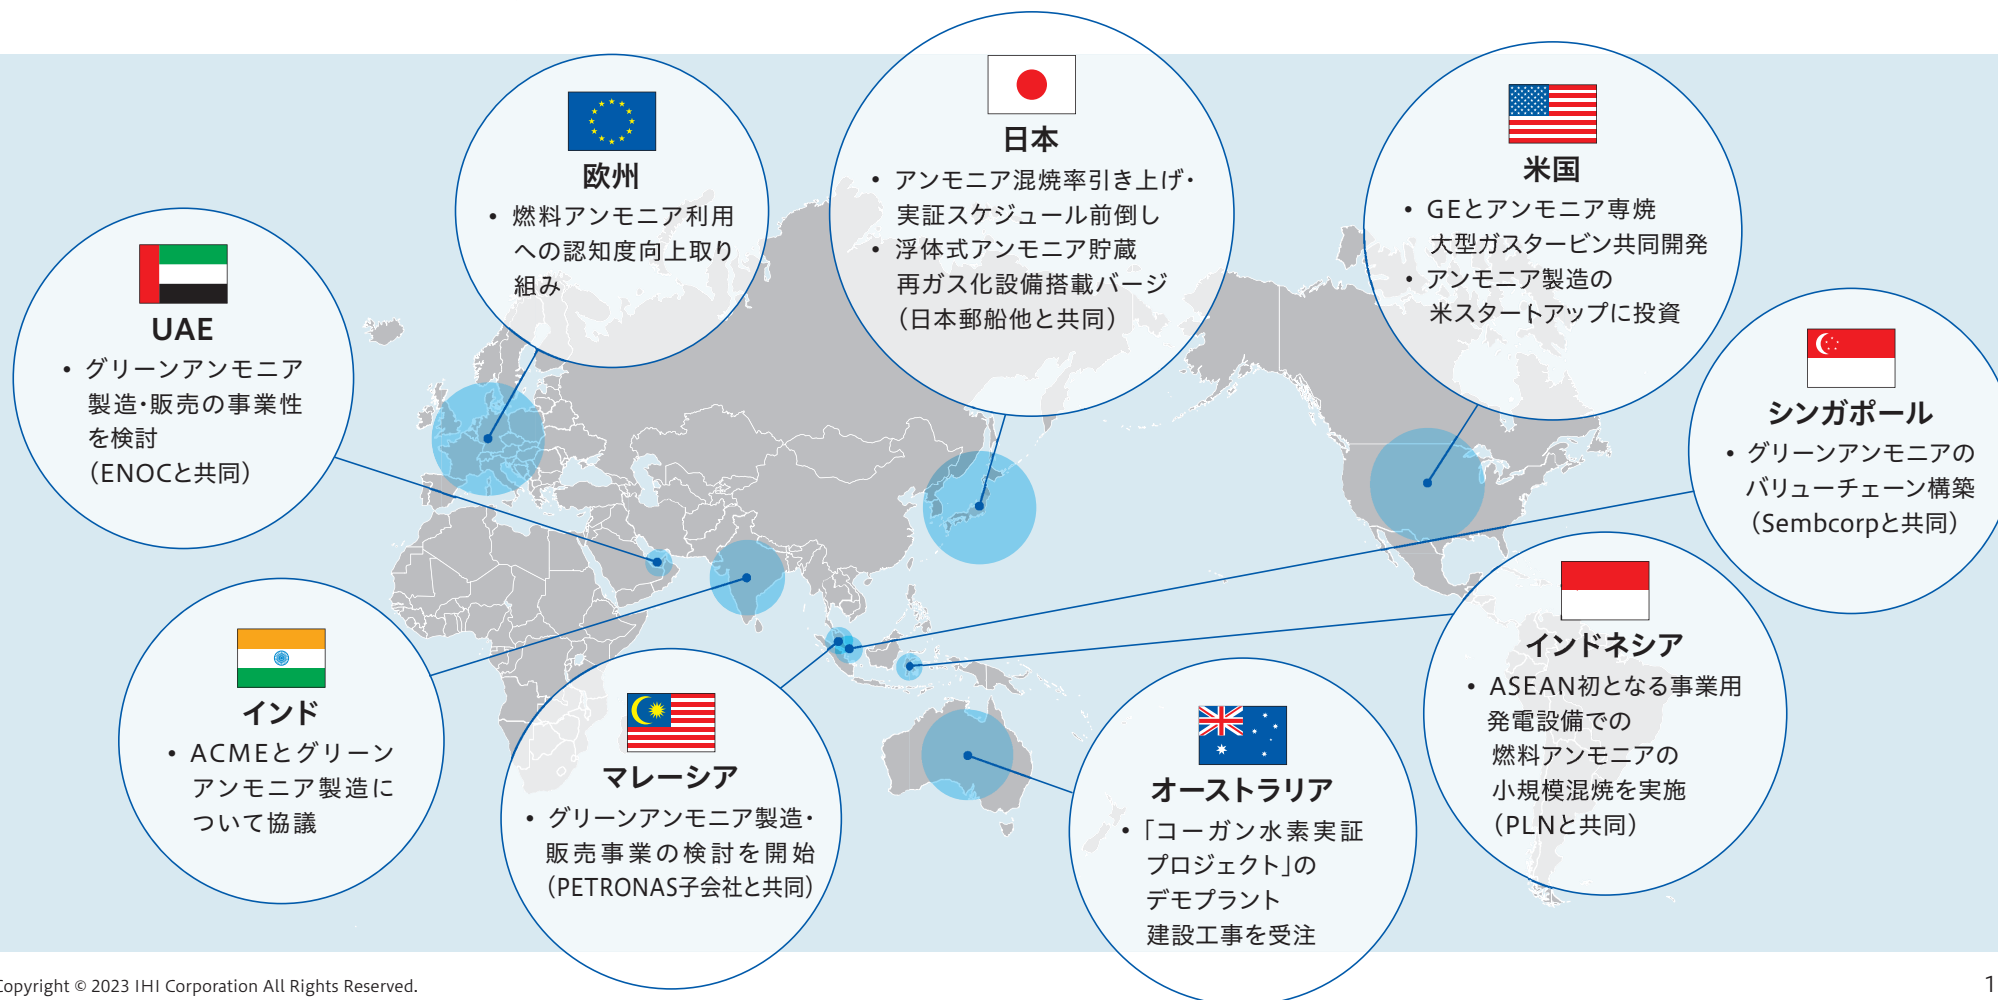 欧州
• 燃料アンモニア利用
への認知度向上取り
組み
日本
• アンモニア混焼率引き上げ・
実証スケジュール前倒し
• 浮体式アンモニア貯蔵
再ガス化設備搭載バージ
（日本郵船他と共同）
米国
• GEとアンモニア専焼
大型ガスタービン共同開発
• アンモニア製造の
米スタートアップに投資
UAE
• グリーンアンモニア
製造・販売の事業性
を検討
（ENOCと共同）
シンガポール
• グリーンアンモニアの
バリューチェーン構築
（Sembcorpと共同）
インド
• ACMEとグリーン
アンモニア製造に
ついて協議
マレーシア
• グリーンアンモニア製造・
販売事業の検討を開始
（PETRONAS子会社と共同）
オーストラリア
• 「コーガン水素実証
プロジェクト」の
デモプラント
建設工事を受注
インドネシア
• ASEAN初となる事業用
発電設備での
燃料アンモニアの
小規模混焼を実施
（PLNと共同）
Copyright © 2023 IHI Corporation All Rights Reserved.
1